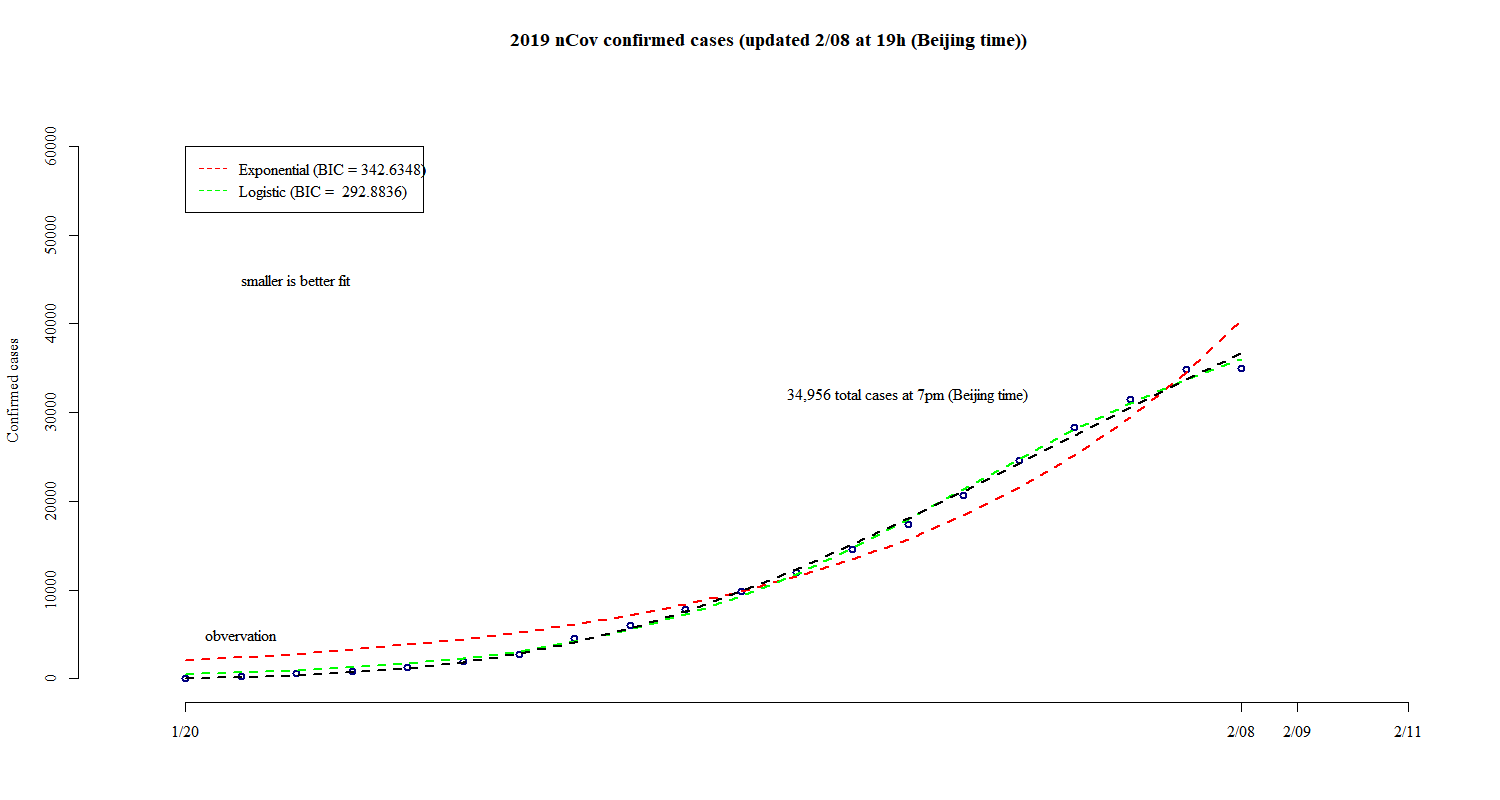 2019 nCov confirmed cases (updated 2/08 at 19h (Beijing time))
Confirmed cases
60000
50000
40000
30000
20000
10000
0
Exponential (BIC = 342.6348)
Logistic (BIC =  292.8836)
smaller is better fit
34,956 total cases at 7pm (Beijing time)
obvervation
1/20 2/08 2/09 2/11